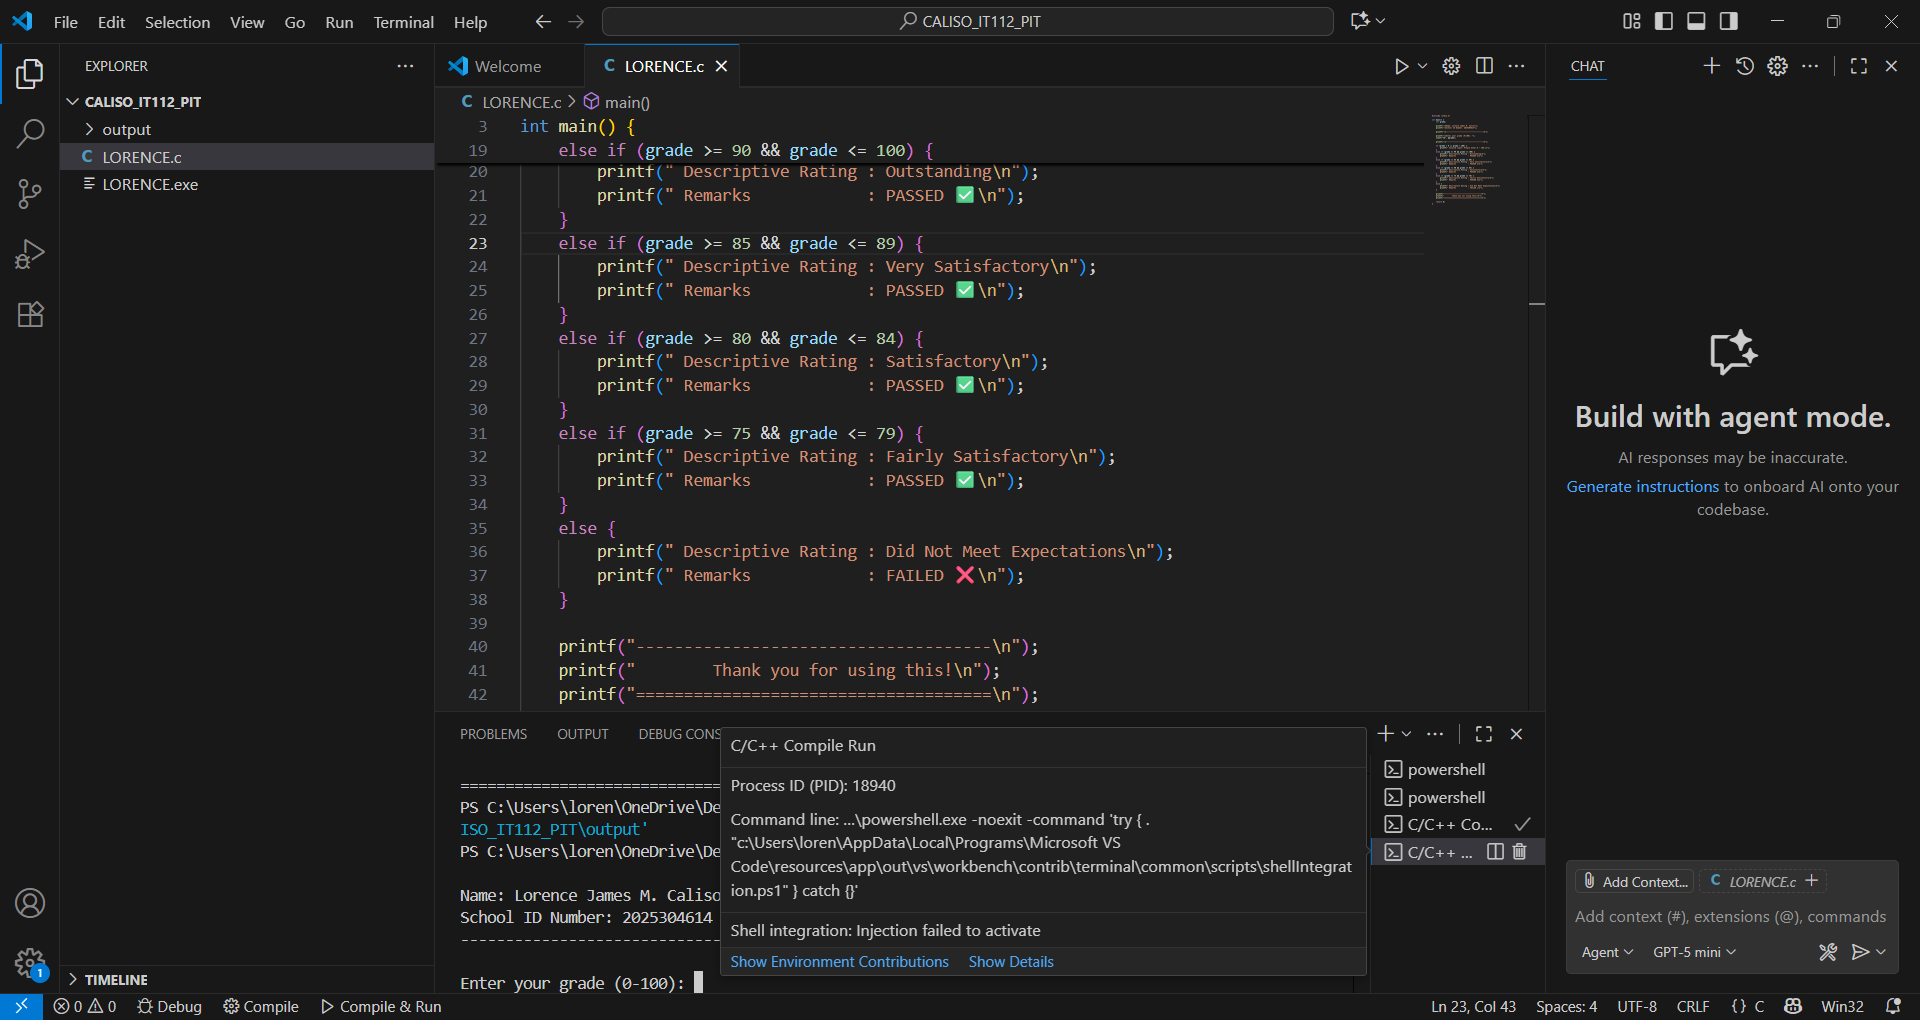 File Edit Selection View Go Run Terminal Help
CALISO_IT112_PIT
EXPLORER
CALISO_IT112_PIT
output
C LORENCE.c
LORENCE.exe
TIMELINE
Welcome
C LORENCE.c
C LORENCE.c > main()
3 int main() {
19 else if (grade >= 90 && grade <= 100) {
20 printf(" Descriptive Rating : Outstanding\n");
21 printf(" Remarks            : PASSED ✅\n");
22 }
23 else if (grade >= 85 && grade <= 89) {
24 printf(" Descriptive Rating : Very Satisfactory\n");
25 printf(" Remarks            : PASSED ✅\n");
26 }
27 else if (grade >= 80 && grade <= 84) {
28 printf(" Descriptive Rating : Satisfactory\n");
29 printf(" Remarks            : PASSED ✅\n");
30 }
31 else if (grade >= 75 && grade <= 79) {
32 printf(" Descriptive Rating : Fairly Satisfactory\n");
33 printf(" Remarks            : PASSED ✅\n");
34 }
35 else {
36 printf(" Descriptive Rating : Did Not Meet Expectations\n");
37 printf(" Remarks            : FAILED ❌\n");
38 }
39
40 printf("-------------------------------------\n");
41 printf("        Thank you for using this!\n");
42 printf("=====================================\n");
PROBLEMS OUTPUT DEBUG CONS
===========================
PS C:\Users\loren\OneDrive\De
ISO_IT112_PIT\output'
PS C:\Users\loren\OneDrive\De
Name: Lorence James M. Caliso
School ID Number: 2025304614
---------------------------
Enter your grade (0-100):
C/C++ Compile Run
Process ID (PID): 18940
Command line: ...\powershell.exe -noexit -command 'try { .
"c:\Users\loren\AppData\Local\Programs\Microsoft VS
Code\resources\app\out\vs\workbench\contrib\terminal\common\scripts\shellIntegrat
ion.ps1" } catch {}'
Shell integration: Injection failed to activate
Show Environment Contributions Show Details
powershell
powershell
C/C++ Co...
C/C++ ...
CHAT
Build with agent mode.
AI responses may be inaccurate.
Generate instructions to onboard AI onto your
codebase.
Add Context... C LORENCE.c +
Add context (#), extensions (@), commands
Agent GPT-5 mini
1
0 0 Debug Compile Compile & Run
Ln 23, Col 43 Spaces: 4 UTF-8 CRLF {} C Win32